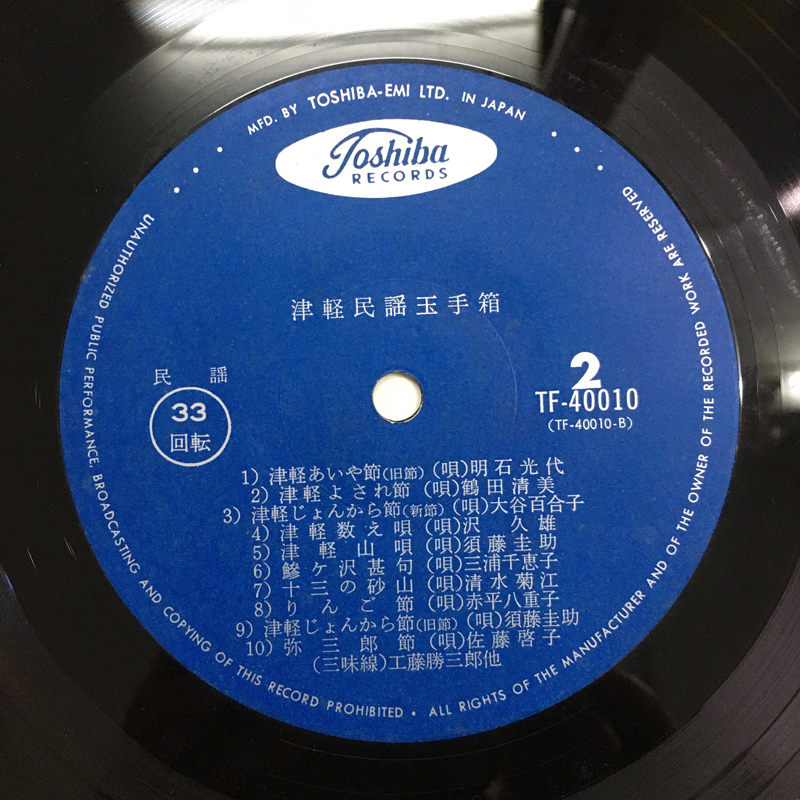 MFD. BY TOSHIBA-EMI LTD. IN JAPAN
Toshiba
RECORDS
津軽民謡玉手箱
民謡
33
回転
2
TF-40010
(TF-40010-B)
1) 津軽あいや節(旧節) (唄)明石光代
2) 津軽よされ節 (唄)鶴田清美
3) 津軽じょんから節(新節) (唄)大谷百合子
4) 津軽数え唄 (唄)沢 久雄
5) 津軽山唄 (唄)須藤圭助
6) 鰺ケ沢甚句 (唄)三浦千恵子
7) 十三の砂山 (唄)清水菊江
8) りんご節 (唄)赤平八重子
9) 津軽じょんから節(旧節) (唄)須藤圭助
10) 弥三郎節 (唄)佐藤啓子
(三味線)工藤勝三郎他
UNAUTHORIZED PUBLIC PERFORMANCE, BROADCASTING AND COPYING OF THIS RECORD PROHIBITED • ALL RIGHTS OF THE MANUFACTURER AND OF THE OWNER OF THE RECORDED WORK ARE RESERVED